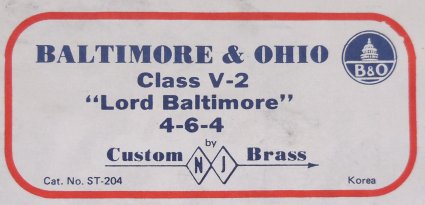 BALTIMORE & OHIO
B&O
Class V-2
"Lord Baltimore"
4-6-4
by
Custom NJ Brass
Cat. No. ST-204 Korea